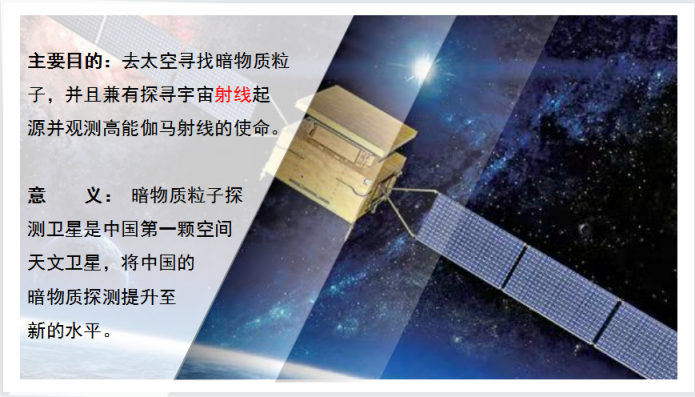 主要目的：去太空寻找暗物质粒
子，并且兼有探寻宇宙射线起
源并观测高能伽马射线的使命。
意　　义： 暗物质粒子探
测卫星是中国第一颗空间
天文卫星，将中国的
暗物质探测提升至
新的水平。